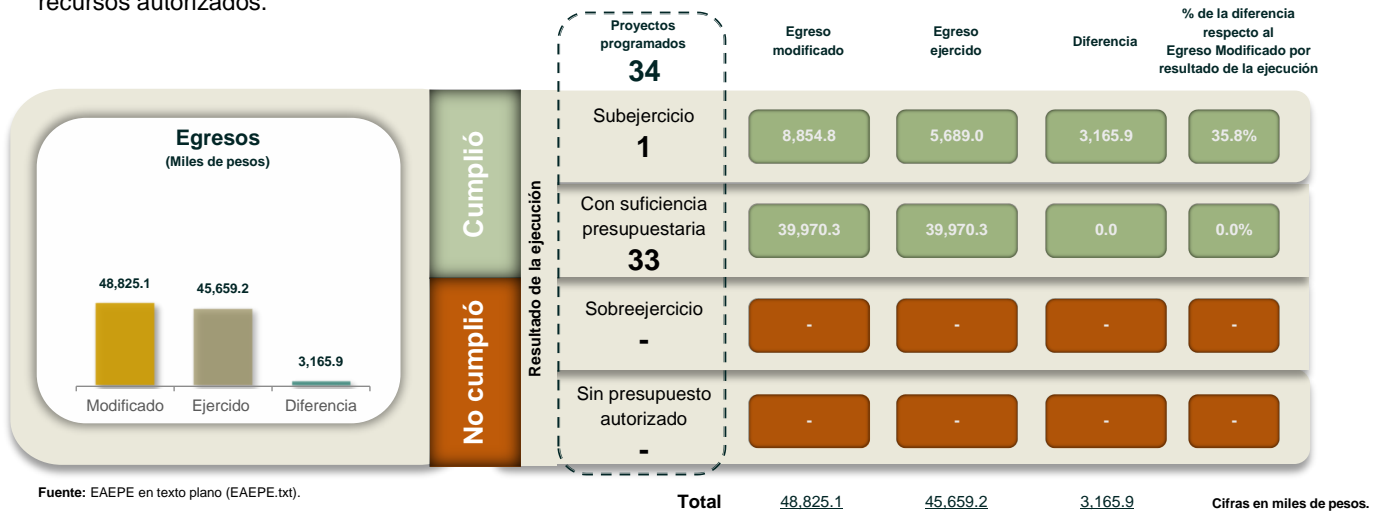 recursos autorizados.
Proyectos
programados
34
Egreso
modificado
Egreso
ejercido
Diferencia
% de la diferencia
respecto al
Egreso Modificado por
resultado de la ejecución
Egresos
(Miles de pesos)
48,825.1
45,659.2
3,165.9
Modificado
Ejercido
Diferencia
Cumplió
No cumplió
Resultado de la ejecución
Subejercicio
1
8,854.8
5,689.0
3,165.9
35.8%
Con suficiencia
presupuestaria
33
39,970.3
39,970.3
0.0
0.0%
Sobreejercicio
-
-
-
-
-
Sin presupuesto
autorizado
-
-
-
-
-
Fuente: EAEPE en texto plano (EAEPE.txt).
Total
48,825.1
45,659.2
3,165.9
Cifras en miles de pesos.